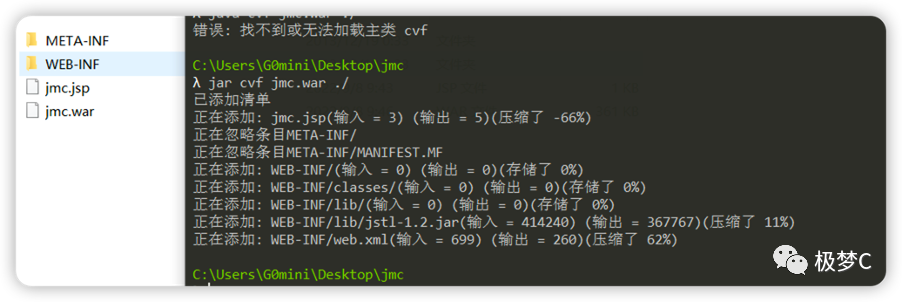 META-INF
WEB-INF
jmc.jsp
jmc.war
λ java cvf jmc.war ./
错误: 找不到或无法加载主类 cvf
C:\Users\G0mini\Desktop\jmc
λ jar cvf jmc.war ./
已添加清单
正在添加: jmc.jsp(输入 = 3) (输出 = 5)(压缩了 -66%)
正在忽略条目META-INF/
正在忽略条目META-INF/MANIFEST.MF
正在添加: WEB-INF/(输入 = 0) (输出 = 0)(存储了 0%)
正在添加: WEB-INF/classes/(输入 = 0) (输出 = 0)(存储了 0%)
正在添加: WEB-INF/lib/(输入 = 0) (输出 = 0)(存储了 0%)
正在添加: WEB-INF/lib/jstl-1.2.jar(输入 = 414240) (输出 = 367767)(压缩了 11%)
正在添加: WEB-INF/web.xml(输入 = 699) (输出 = 260)(压缩了 62%)
极梦C
C:\Users\G0mini\Desktop\jmc